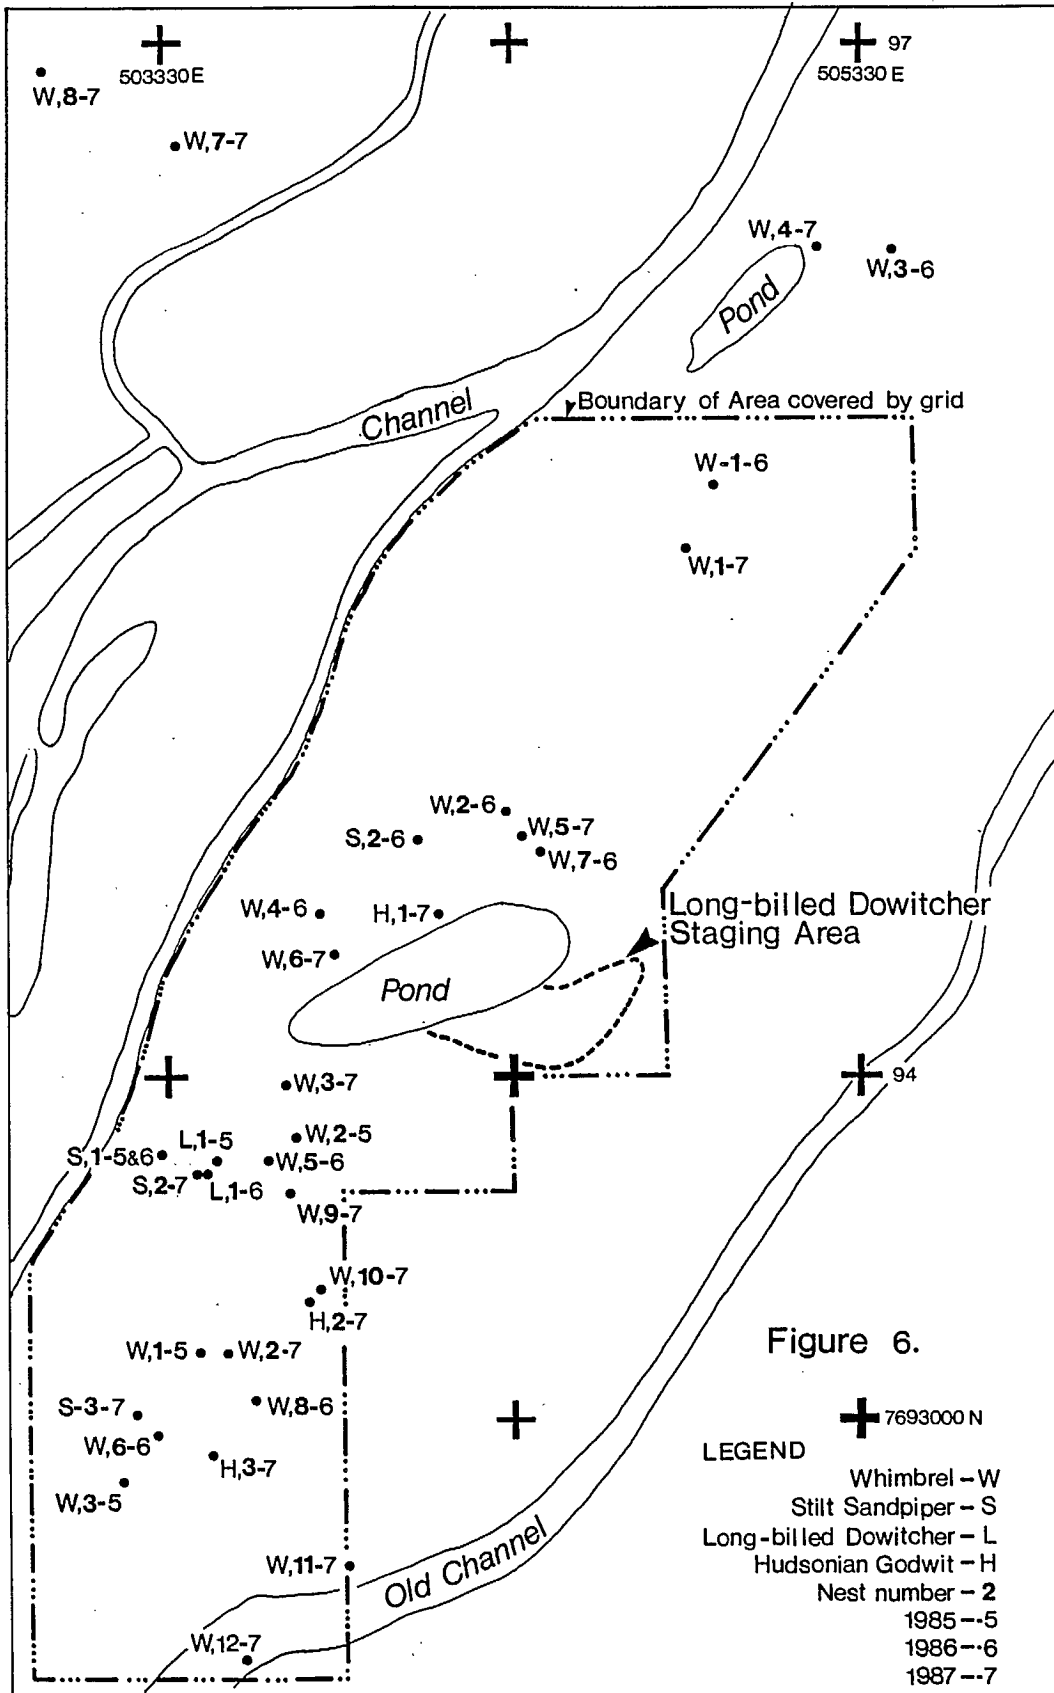 97
503330 E
505330 E
W,8-7
W,7-7
W,4-7
W,3-6
Pond
Boundary of Area covered by grid
Channel
W-1-6
W,1-7
W,2-6
S,2-6
W,5-7
W,7-6
W,4-6
H,1-7
Long-billed Dowitcher
Staging Area
W,6-7
Pond
W,3-7
94
W,2-5
L,1-5
S,1-5&6
W,5-6
S,2-7
L,1-6
W,9-7
W,10-7
H,2-7
Figure 6.
W,1-5
W,2-7
S-3-7
W,8-6
7693000 N
W,6-6
H,3-7
W,3-5
LEGEND
Whimbrel - W
Stilt Sandpiper - S
Long-billed Dowitcher - L
Hudsonian Godwit - H
Nest number - 2
1985--5
1986--6
1987--7
W,11-7
Old Channel
W,12-7